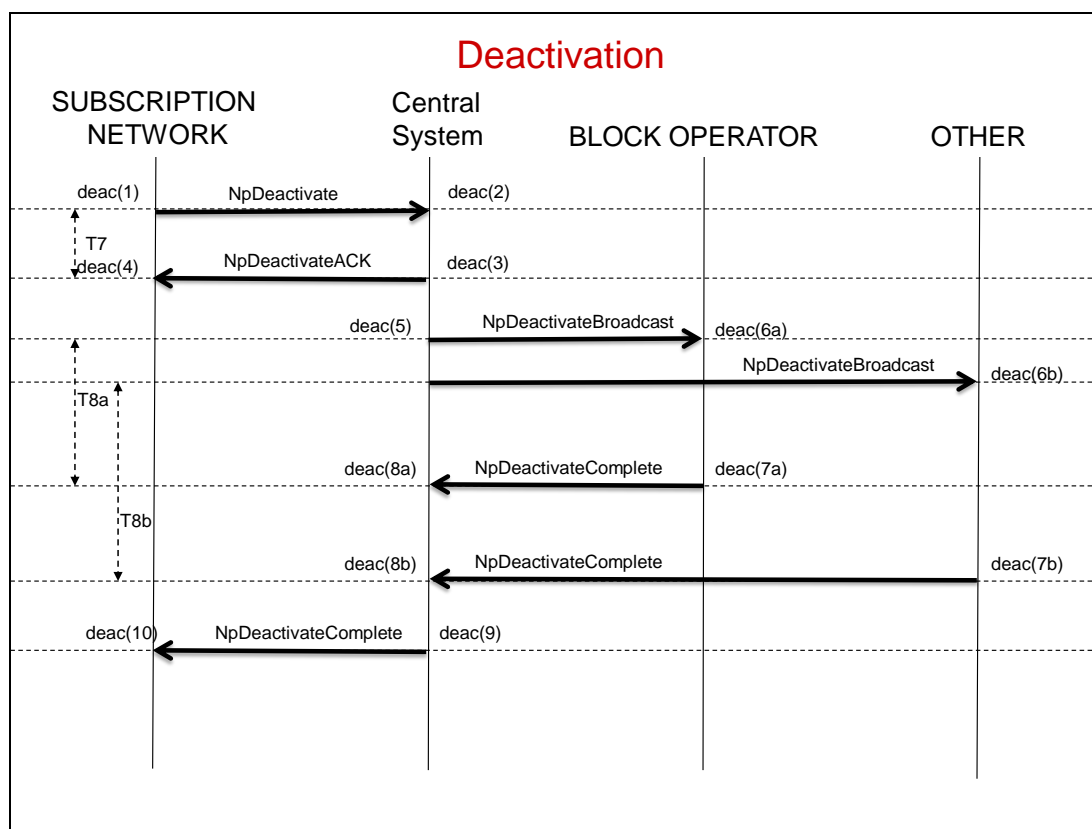 Deactivation
SUBSCRIPTION
NETWORK
Central
System
BLOCK OPERATOR
OTHER
deac(1)
NpDeactivate
deac(2)
T7
deac(4)
NpDeactivateACK
deac(3)
deac(5)
NpDeactivateBroadcast
deac(6a)
NpDeactivateBroadcast
deac(6b)
T8a
deac(8a)
NpDeactivateComplete
deac(7a)
T8b
deac(8b)
NpDeactivateComplete
deac(7b)
deac(10)
NpDeactivateComplete
deac(9)